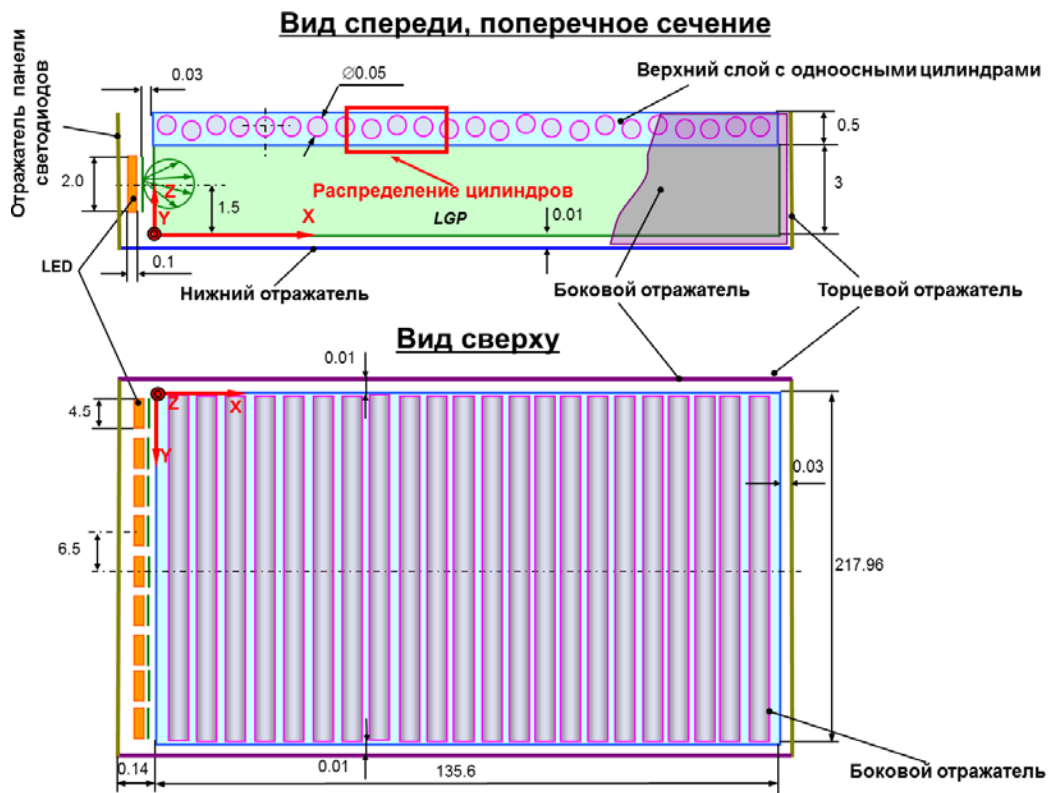 Вид спереди, поперечное сечение
Отражатель панели
светодиодов
0.03
∅0.05
Верхний слой с одноосными цилиндрами
0.5
2.0
Z
Распределение цилиндров
3
Y
1.5
X
LGP
0.01
LED
0.1
Нижний отражатель
Боковой отражатель
Торцевой отражатель
Вид сверху
0.01
4.5
Z
X
Y
0.03
6.5
217.96
0.14
0.01
135.6
Боковой отражатель